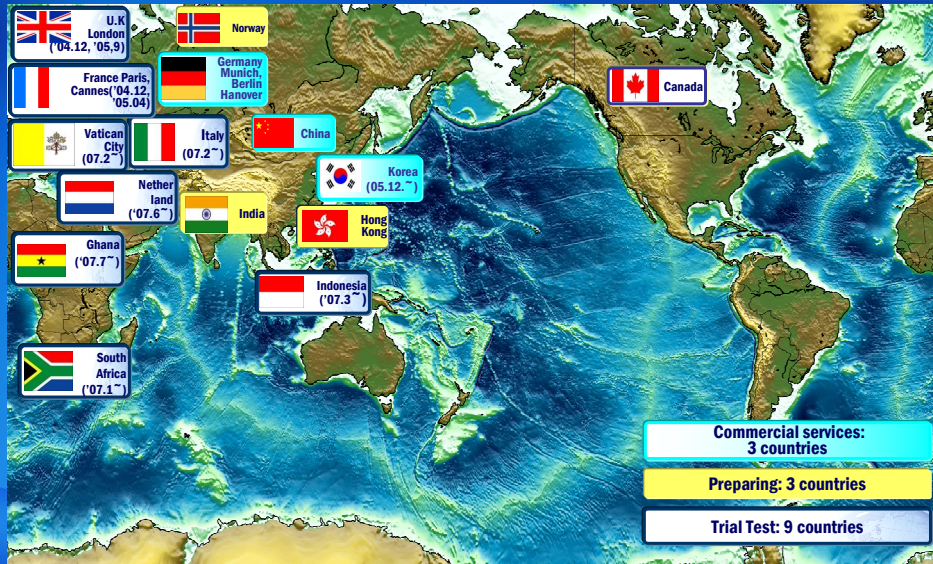 U.K
London
('04.12, '05,9)
Norway
France Paris,
Cannes('04.12,
'05.04)
Germany
Munich,
Berlin
Hanover
Canada
Vatican
City
(07.2~)
Italy
(07.2~)
China
Korea
(05.12.~)
Nether
land
('07.6~)
India
Hong
Kong
Ghana
('07.7~)
Indonesia
('07.3~)
South
Africa
('07.1~)
Commercial services:
3 countries
Preparing: 3 countries
Trial Test: 9 countries